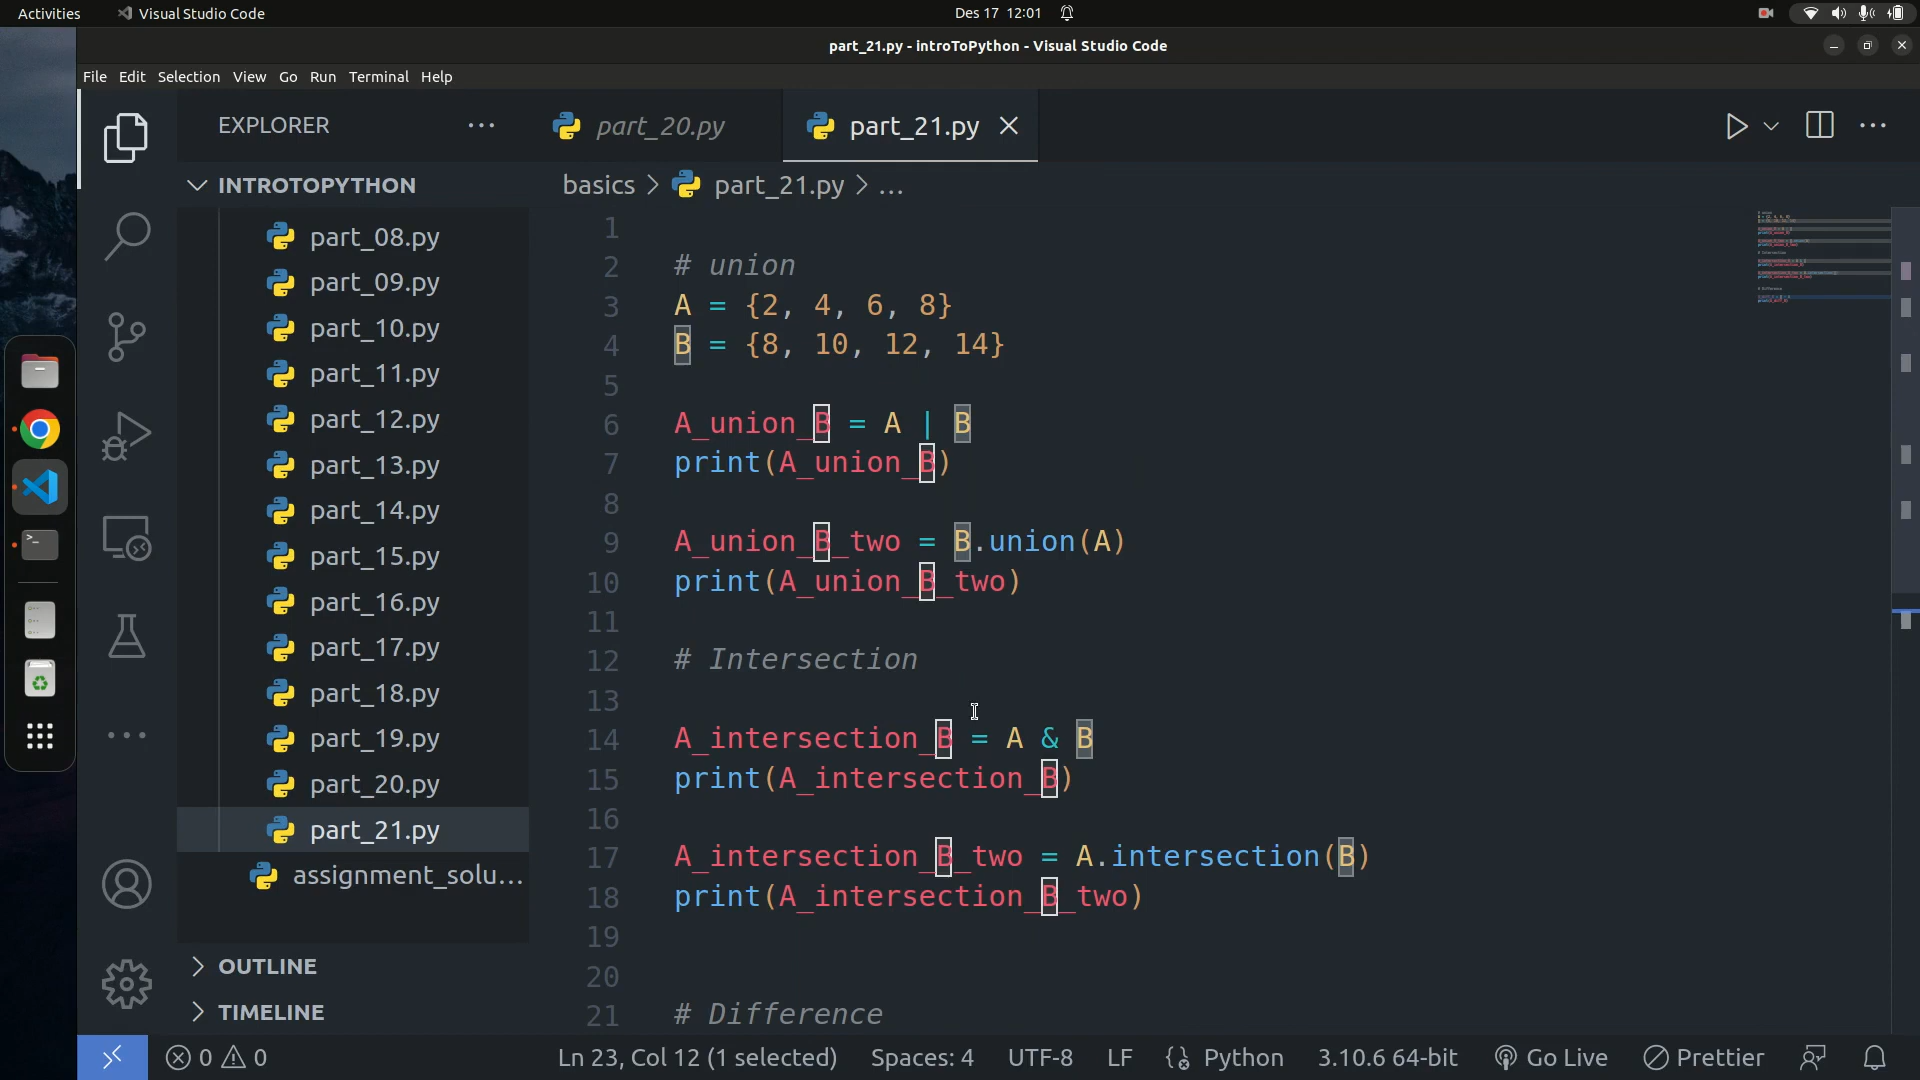 Activities
Visual Studio Code
Des 17 12:01
part_21.py - introToPython - Visual Studio Code
File Edit Selection View Go Run Terminal Help
EXPLORER
part_20.py
part_21.py
INTROTOPYTHON
basics > part_21.py > ...
part_08.py
part_09.py
part_10.py
part_11.py
part_12.py
part_13.py
part_14.py
part_15.py
part_16.py
part_17.py
part_18.py
part_19.py
part_20.py
part_21.py
assignment_solu...
OUTLINE
TIMELINE
1
2 # union
3 A = {2, 4, 6, 8}
4 B = {8, 10, 12, 14}
5
6 A_union_B = A | B
7 print(A_union_B)
8
9 A_union_B_two = B.union(A)
10 print(A_union_B_two)
11
12 # Intersection
13
14 A_intersection_B = A & B
15 print(A_intersection_B)
16
17 A_intersection_B_two = A.intersection(B)
18 print(A_intersection_B_two)
19
20
21 # Difference
0 0
Ln 23, Col 12 (1 selected)
Spaces: 4
UTF-8
LF
Python
3.10.6 64-bit
Go Live
Prettier